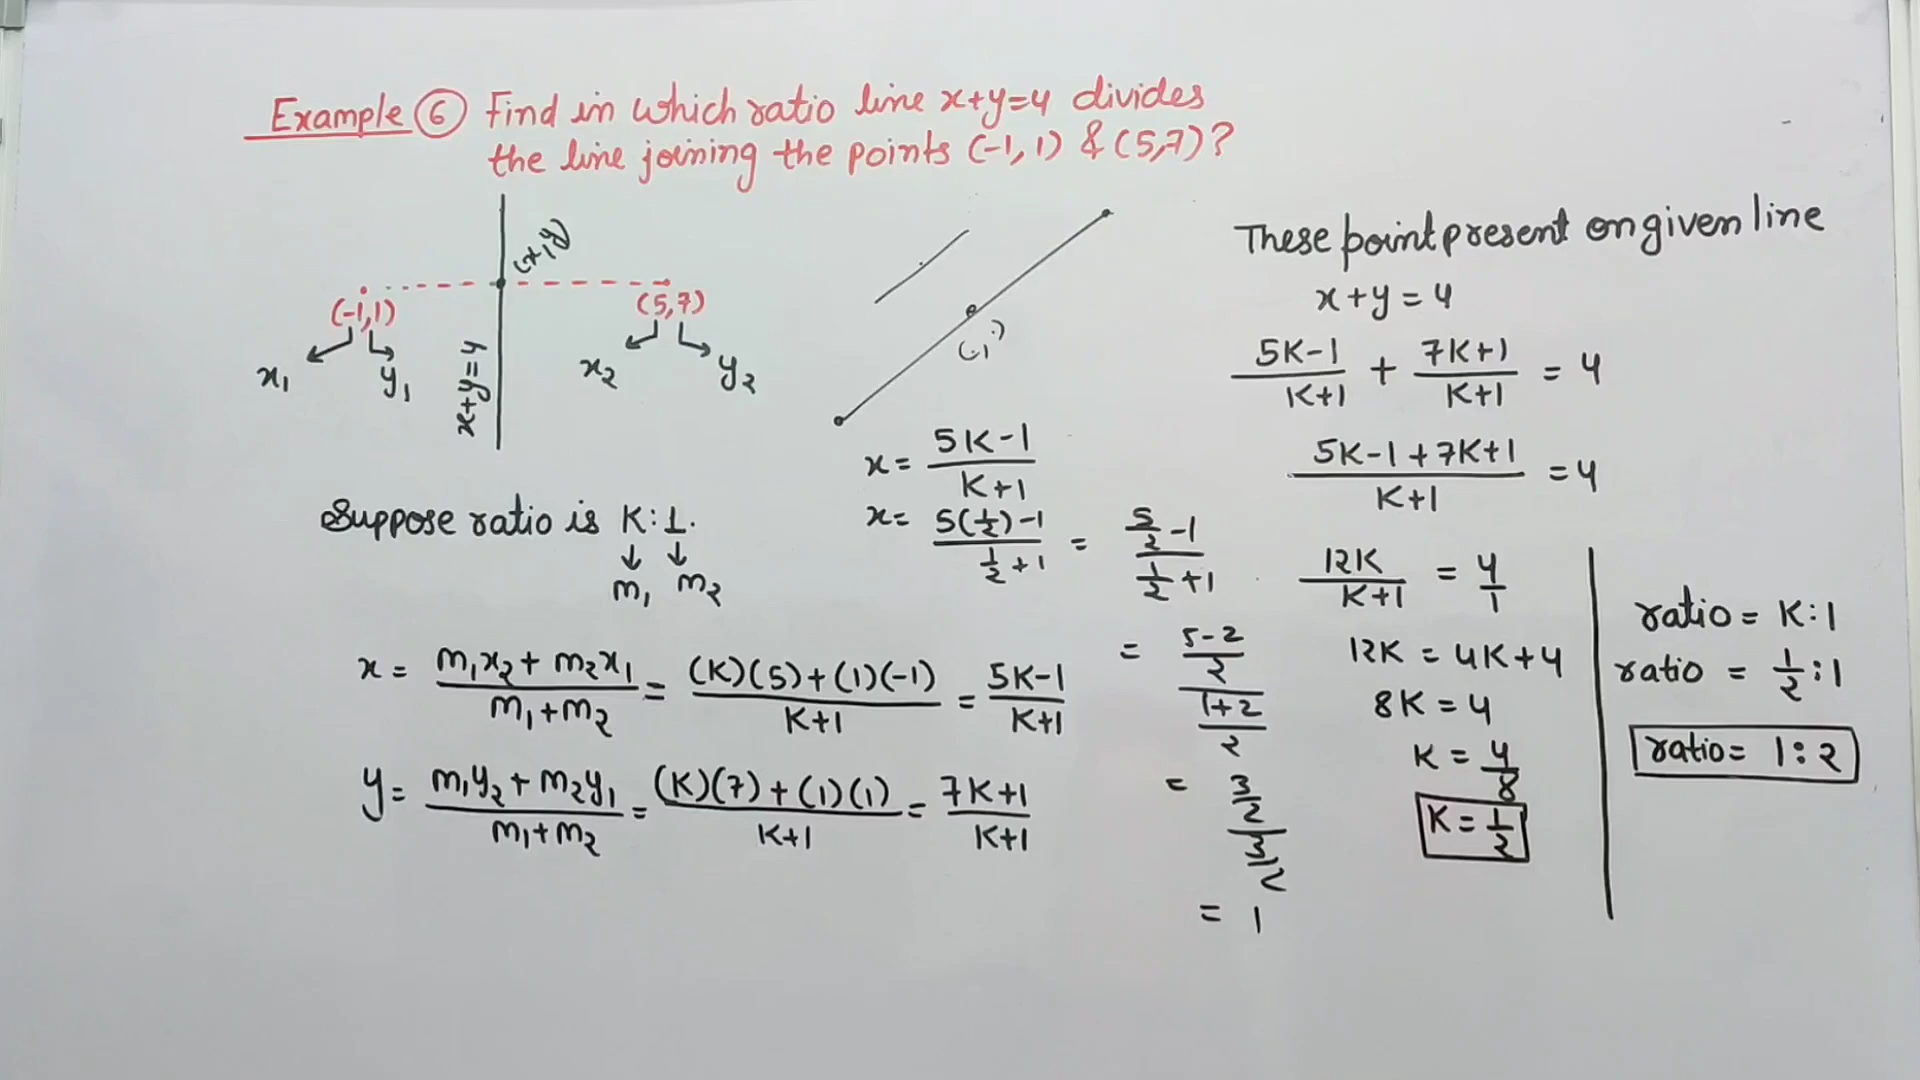 Example 6 Find in which ratio line x+y=4 divides
the line joining the points (-1, 1) & (5,7)?
(x,y)
(-1,1)
(5,7)
x₁ y₁
x+y=4
x₂ y₂
Suppose ratio is K:1.
m₁ m₂
x = (m₁x₂ + m₂x₁)/(m₁+m₂) = ((K)(5)+(1)(-1))/(K+1) = (5K-1)/(K+1)
y = (m₁y₂ + m₂y₁)/(m₁+m₂) = ((K)(7)+(1)(1))/(K+1) = (7K+1)/(K+1)
x = (5K-1)/(K+1)
x = (5(1/2)-1)/(1/2+1) = (5/2-1)/(1/2+1)
= ((5-2)/2)/((1+2)/2)
= (3/2)/(3/2)
= 1
These point present on given line
x+y=4
(5K-1)/(K+1) + (7K+1)/(K+1) = 4
(5K-1+7K+1)/(K+1) = 4
12K/(K+1) = 4/1
12K = 4K+4
8K = 4
K = 4/8
K = 1/2
ratio = K:1
ratio = 1/2:1
ratio = 1:2